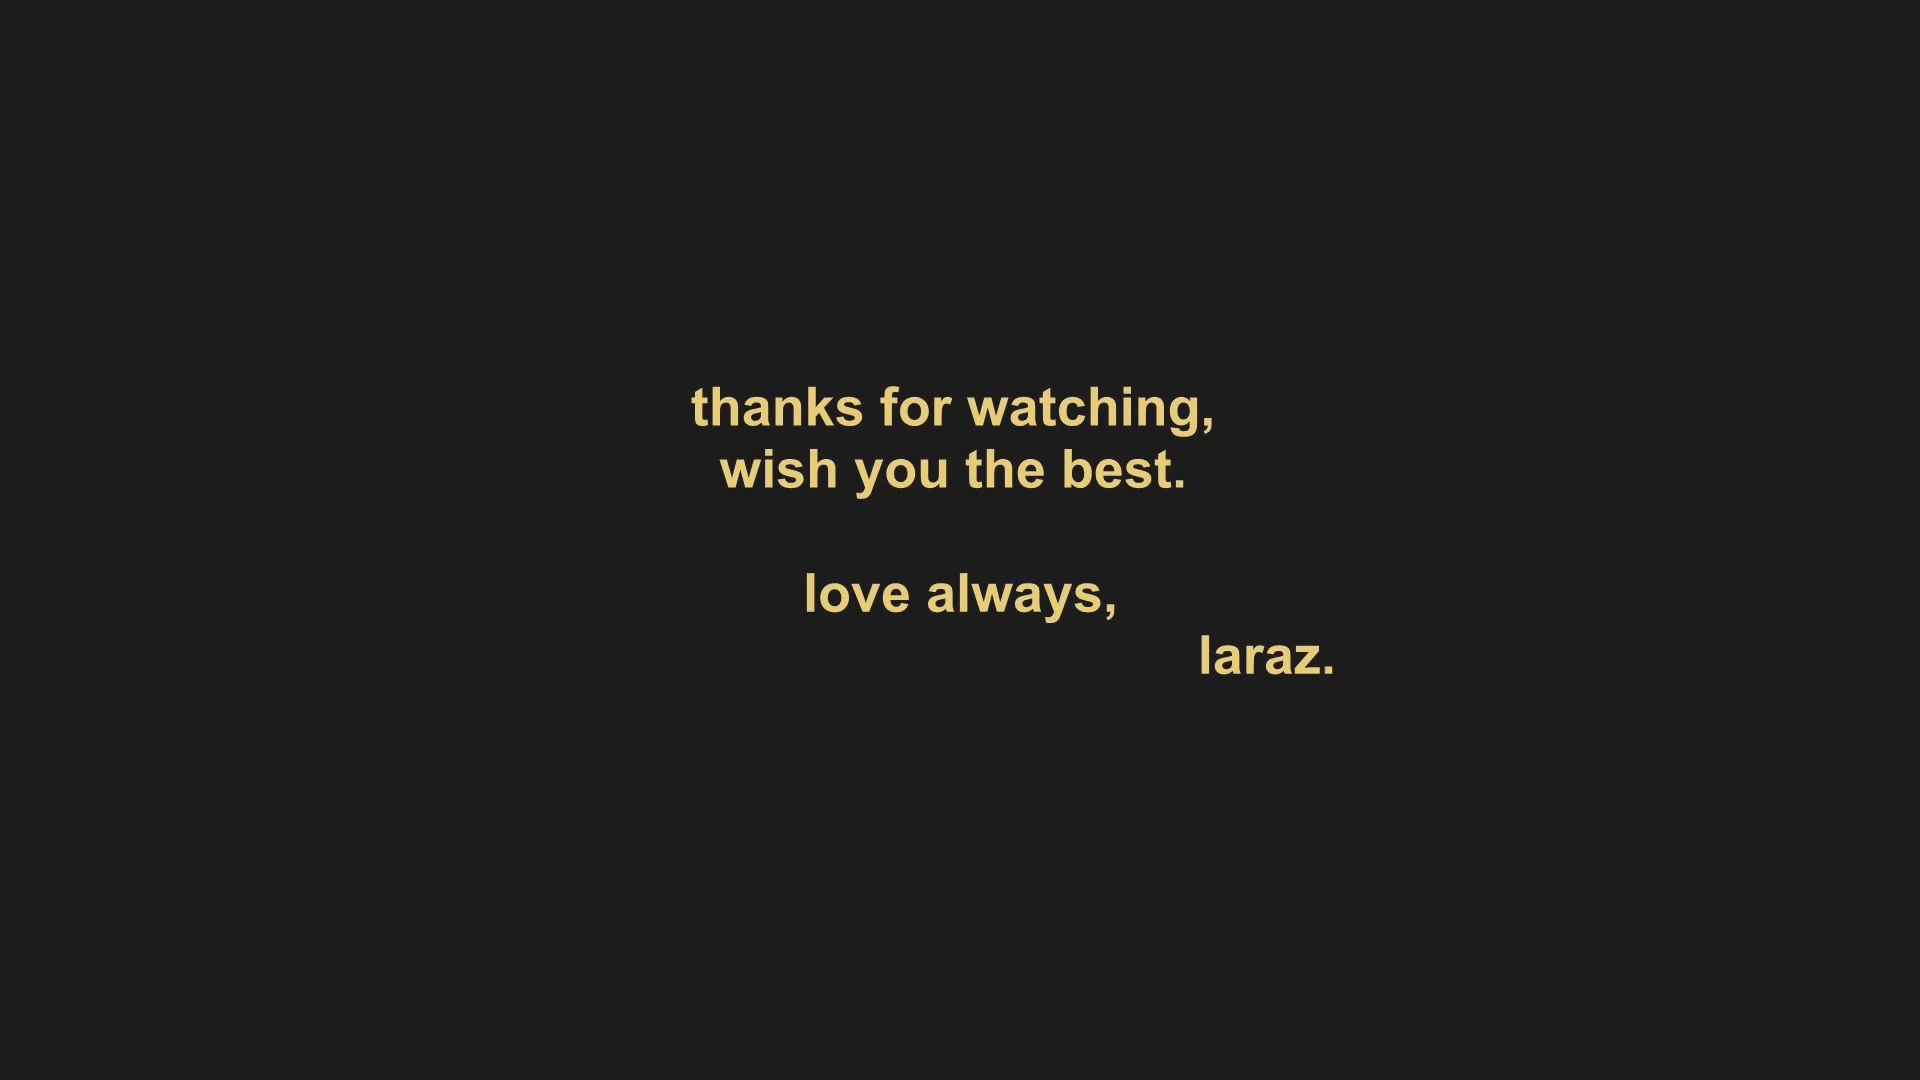 thanks for watching,
wish you the best.
love always,
laraz.